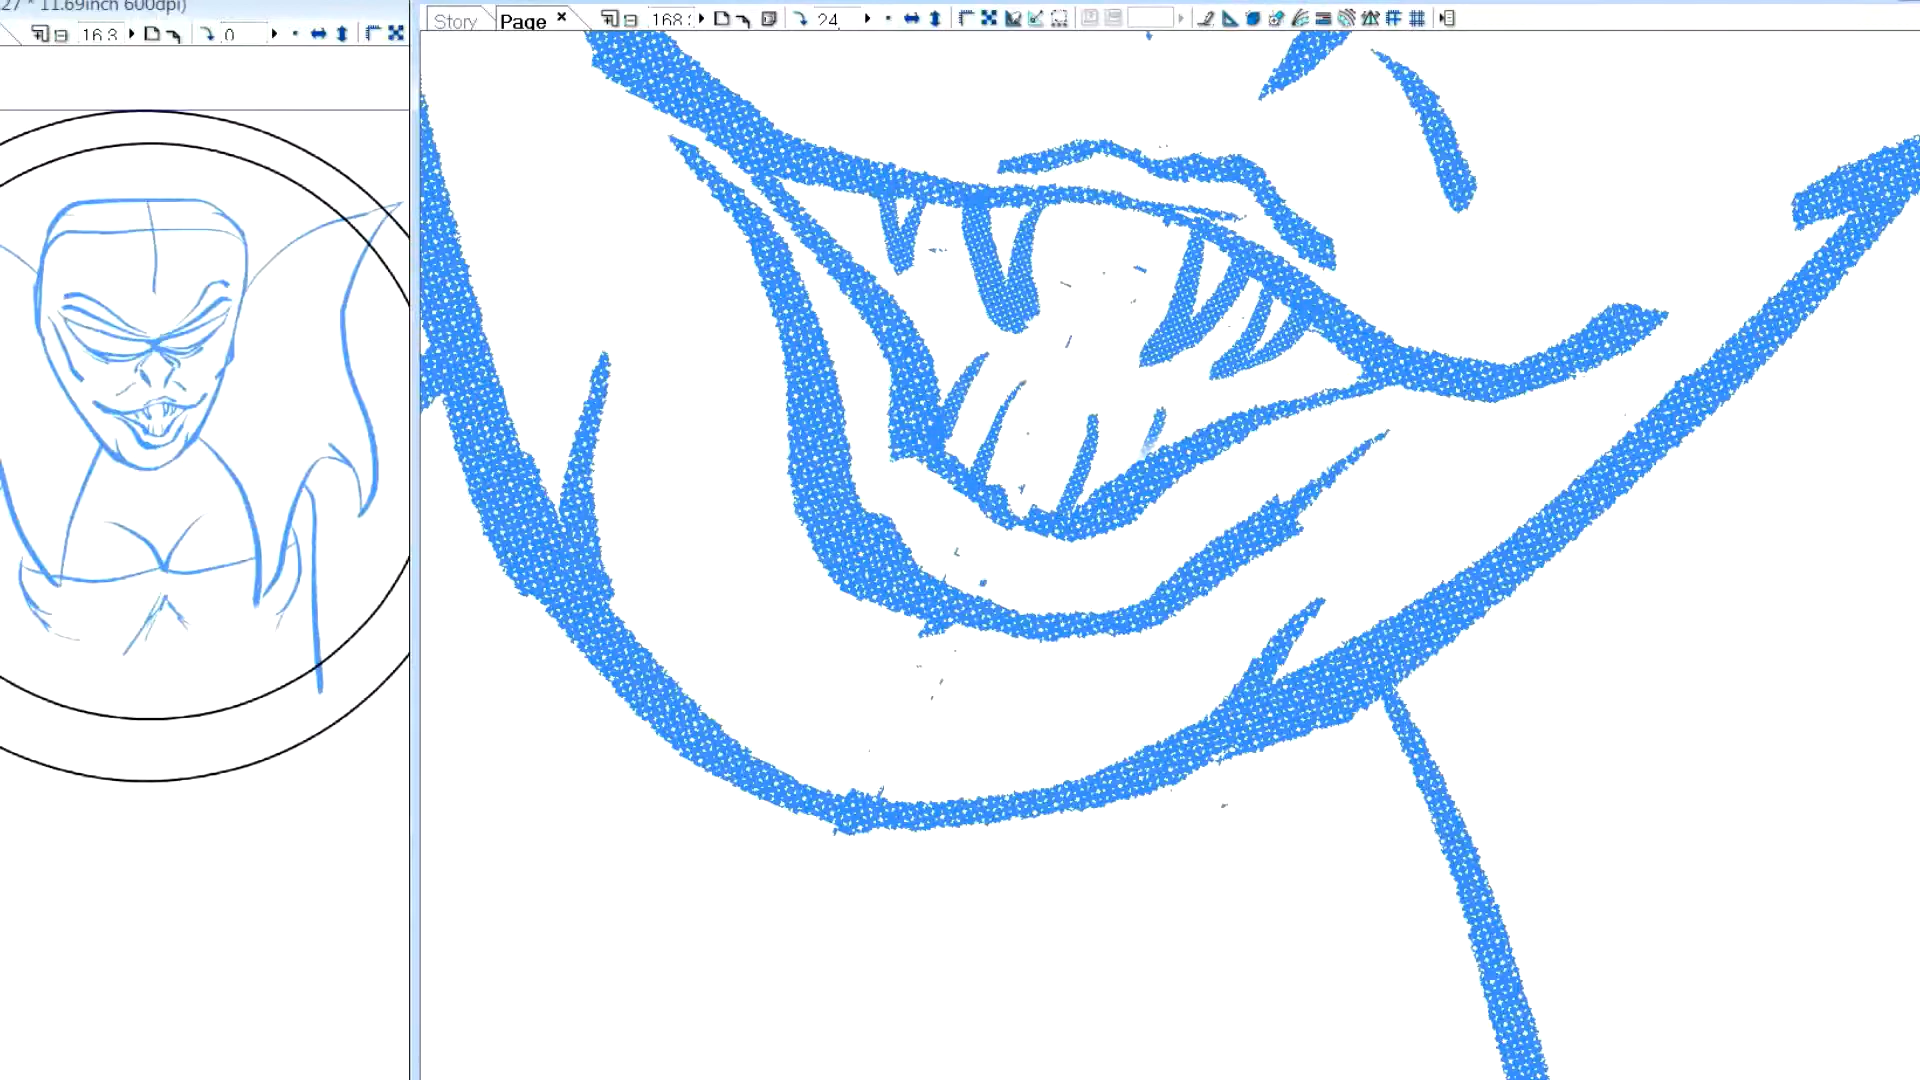 27 * 11.69inch 600dpi)
16.3
0
Story
Page
168.
24